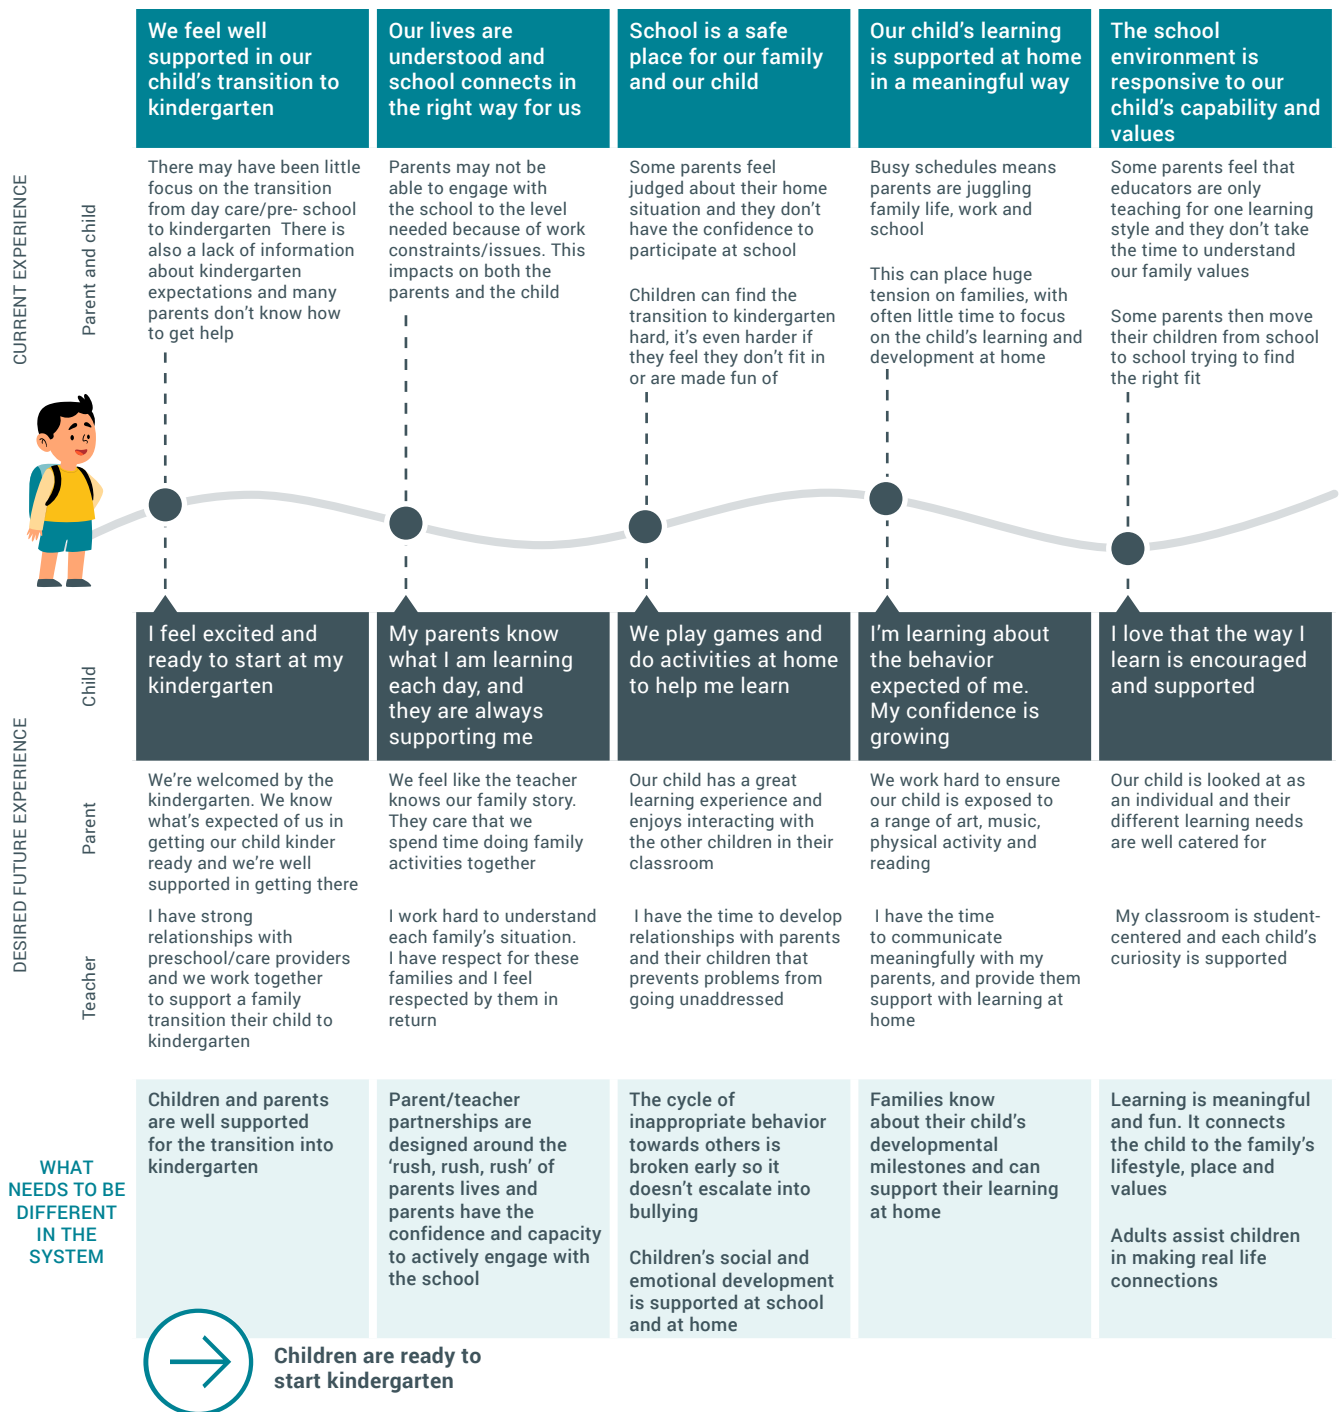 We feel well
supported in our
child’s transition to
kindergarten
Our lives are
understood and
school connects in
the right way for us
School is a safe
place for our family
and our child
Our child’s learning
is supported at home
in a meaningful way
The school
environment is
responsive to our
child’s capability and
values
CURRENT EXPERIENCE
Parent and child
There may have been little
focus on the transition
from day care/pre- school
to kindergarten  There is
also a lack of information
about kindergarten
expectations and many
parents don’t know how
to get help
Parents may not be
able to engage with
the school to the level
needed because of work
constraints/issues. This
impacts on both the
parents and the child
Some parents feel
judged about their home
situation and they don’t
have the confidence to
participate at school
Children can find the
transition to kindergarten
hard, it’s even harder if
they feel they don’t fit in
or are made fun of
Busy schedules means
parents are juggling
family life, work and
school
This can place huge
tension on families, with
often little time to focus
on the child’s learning and
development at home
Some parents feel that
educators are only
teaching for one learning
style and they don’t take
the time to understand
our family values
Some parents then move
their children from school
to school trying to find
the right fit
DESIRED FUTURE EXPERIENCE
Child
I feel excited and
ready to start at my
kindergarten
My parents know
what I am learning
each day, and
they are always
supporting me
We play games and
do activities at home
to help me learn
I’m learning about
the behavior
expected of me.
My confidence is
growing
I love that the way I
learn is encouraged
and supported
Parent
We’re welcomed by the
kindergarten. We know
what’s expected of us in
getting our child kinder
ready and we’re well
supported in getting there
We feel like the teacher
knows our family story.
They care that we
spend time doing family
activities together
Our child has a great
learning experience and
enjoys interacting with
the other children in their
classroom
We work hard to ensure
our child is exposed to
a range of art, music,
physical activity and
reading
Our child is looked at as
an individual and their
different learning needs
are well catered for
Teacher
I have strong
relationships with
preschool/care providers
and we work together
to support a family
transition their child to
kindergarten
I work hard to understand
each family’s situation.
I have respect for these
families and I feel
respected by them in
return
I have the time to develop
relationships with parents
and their children that
prevents problems from
going unaddressed
I have the time
to communicate
meaningfully with my
parents, and provide them
support with learning at
home
My classroom is student-
centered and each child’s
curiosity is supported
WHAT
NEEDS TO BE
DIFFERENT
IN THE
SYSTEM
Children and parents
are well supported
for the transition into
kindergarten
Parent/teacher
partnerships are
designed around the
‘rush, rush, rush’ of
parents lives and
parents have the
confidence and capacity
to actively engage with
the school
The cycle of
inappropriate behavior
towards others is
broken early so it
doesn’t escalate into
bullying
Children’s social and
emotional development
is supported at school
and at home
Families know
about their child’s
developmental
milestones and can
support their learning
at home
Learning is meaningful
and fun. It connects
the child to the family’s
lifestyle, place and
values
Adults assist children
in making real life
connections
Children are ready to
start kindergarten